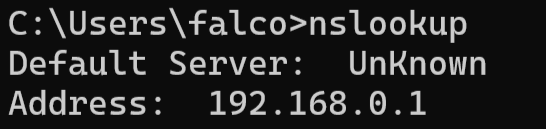 C:\Users\falco>nslookup
Default Server:  UnKnown
Address:  192.168.0.1